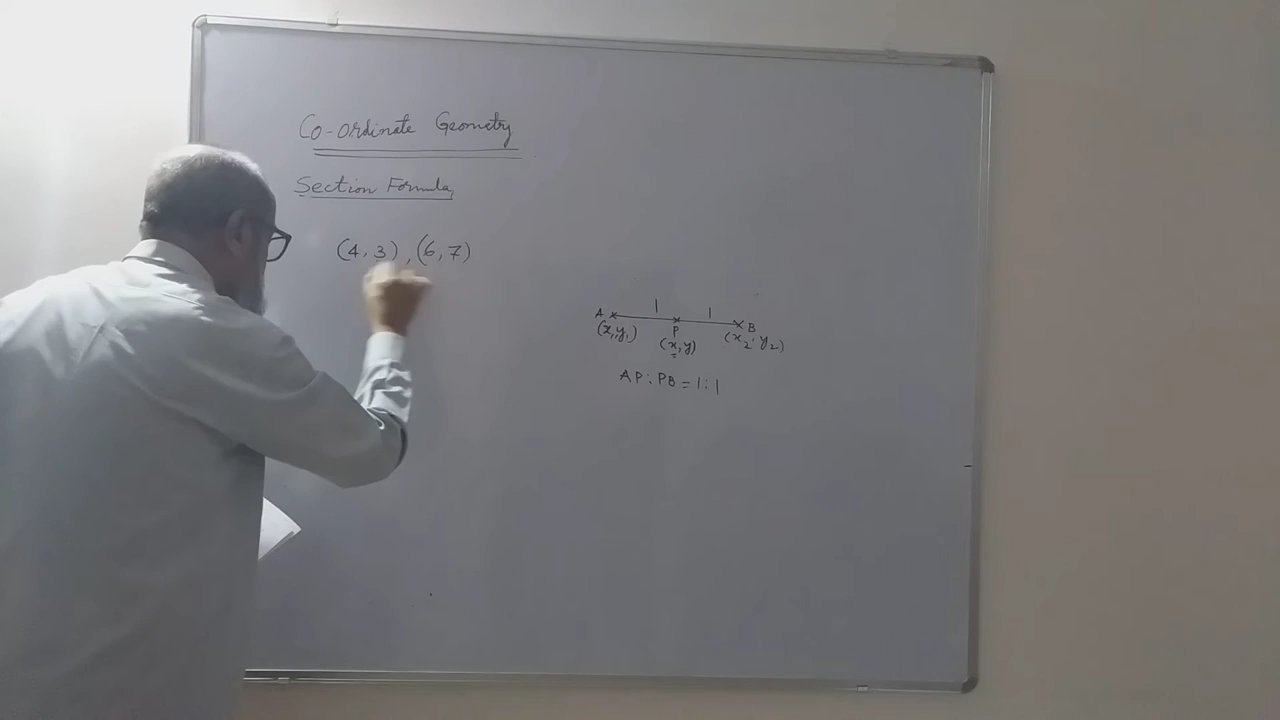 Co-ordinate Geometry
Section Formula
(4, 3) , (6, 7)
1 1
A P B
(x₁, y₁) (x, y) (x₂, y₂)
AP : PB = 1 : 1